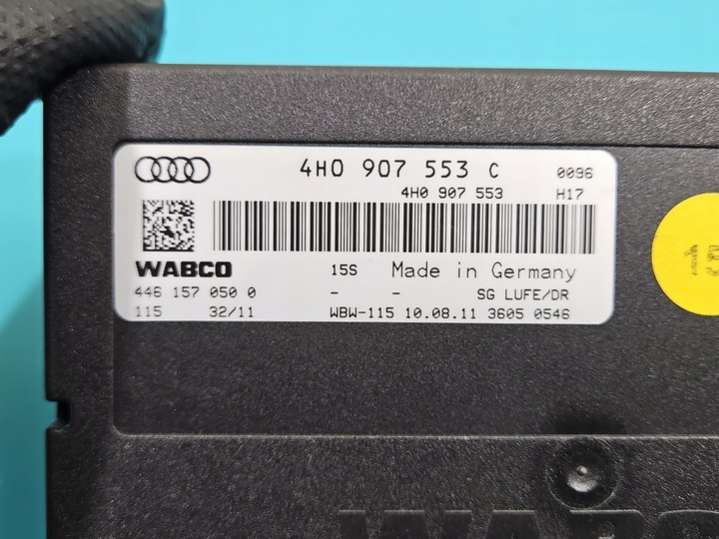 4H0 907 553 C 0096
4H0 907 553 H17
WABCO 15S Made in Germany
446 157 050 0 - - SG LUFE/DR
115 32/11 WBW-115 10.08.11 3605 0546